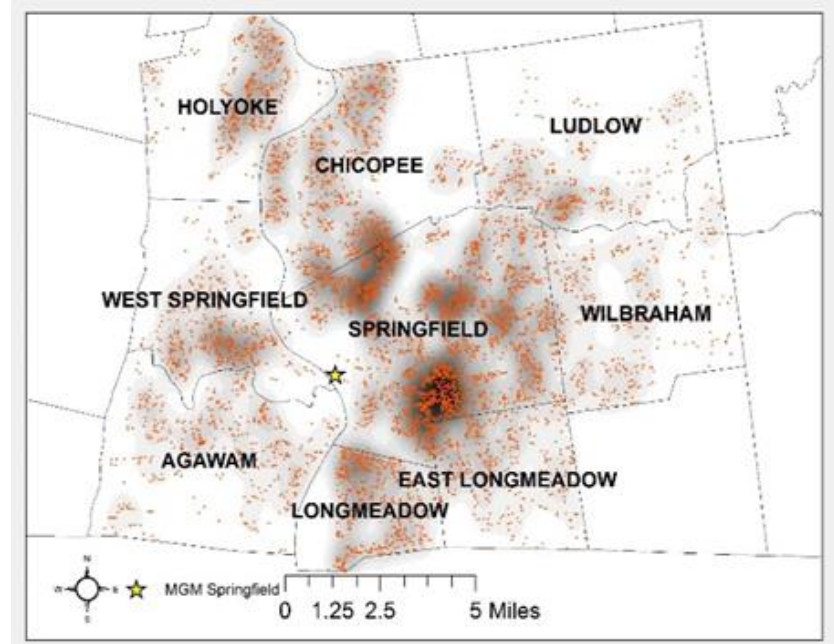 HOLYOKE
LUDLOW
CHICOPEE
WEST SPRINGFIELD
WILBRAHAM
SPRINGFIELD
AGAWAM
EAST LONGMEADOW
LONGMEADOW
N
W E
S
MGM Springfield
0 1.25 2.5 5 Miles